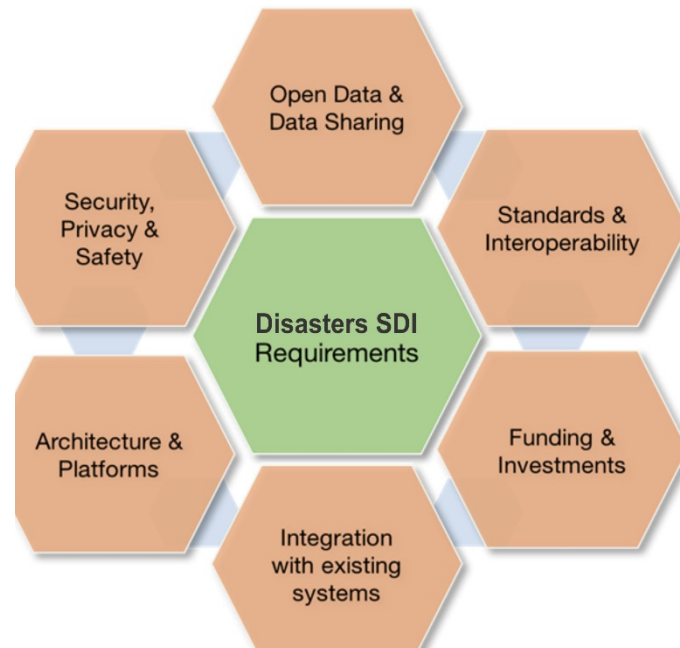 Open Data &
Data Sharing
Security,
Privacy &
Safety
Standards &
Interoperability
Disasters SDI
Requirements
Architecture &
Platforms
Funding &
Investments
Integration
with existing
systems